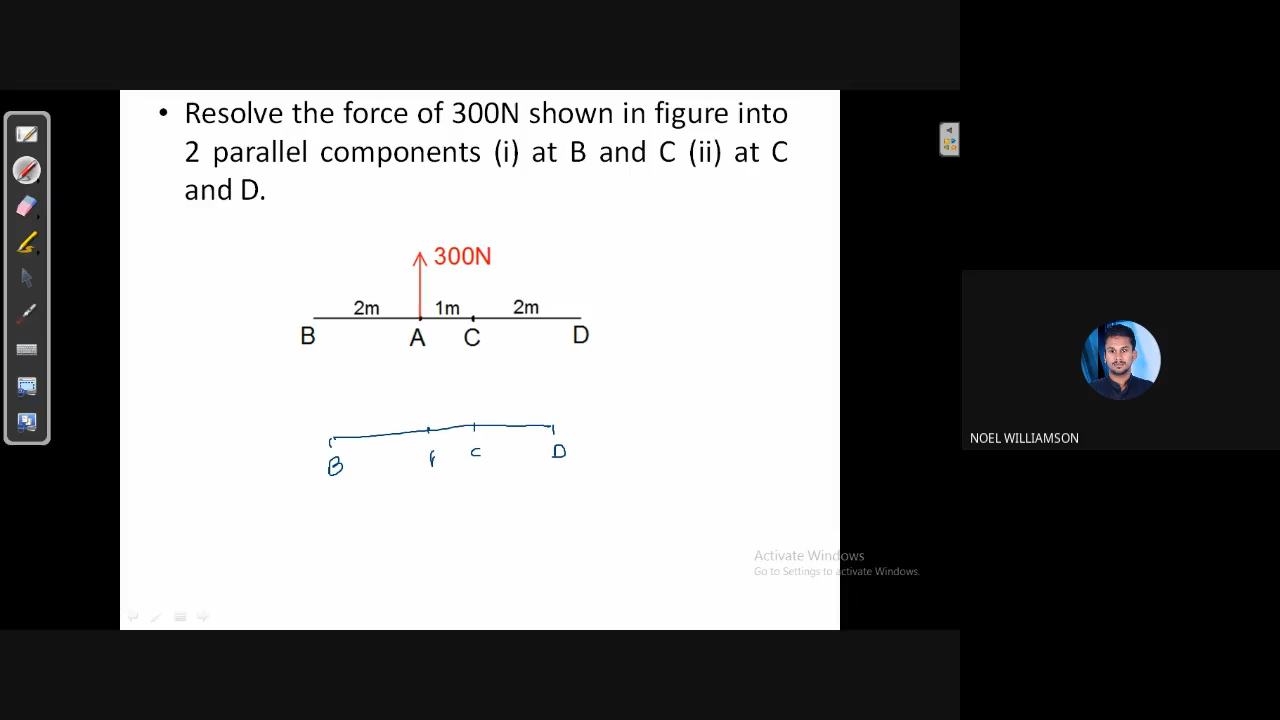 • Resolve the force of 300N shown in figure into
2 parallel components (i) at B and C (ii) at C
and D.
300N
2m 1m 2m
B A C D
B C D
NOEL WILLIAMSON
Activate Windows
Go to Settings to activate Windows.